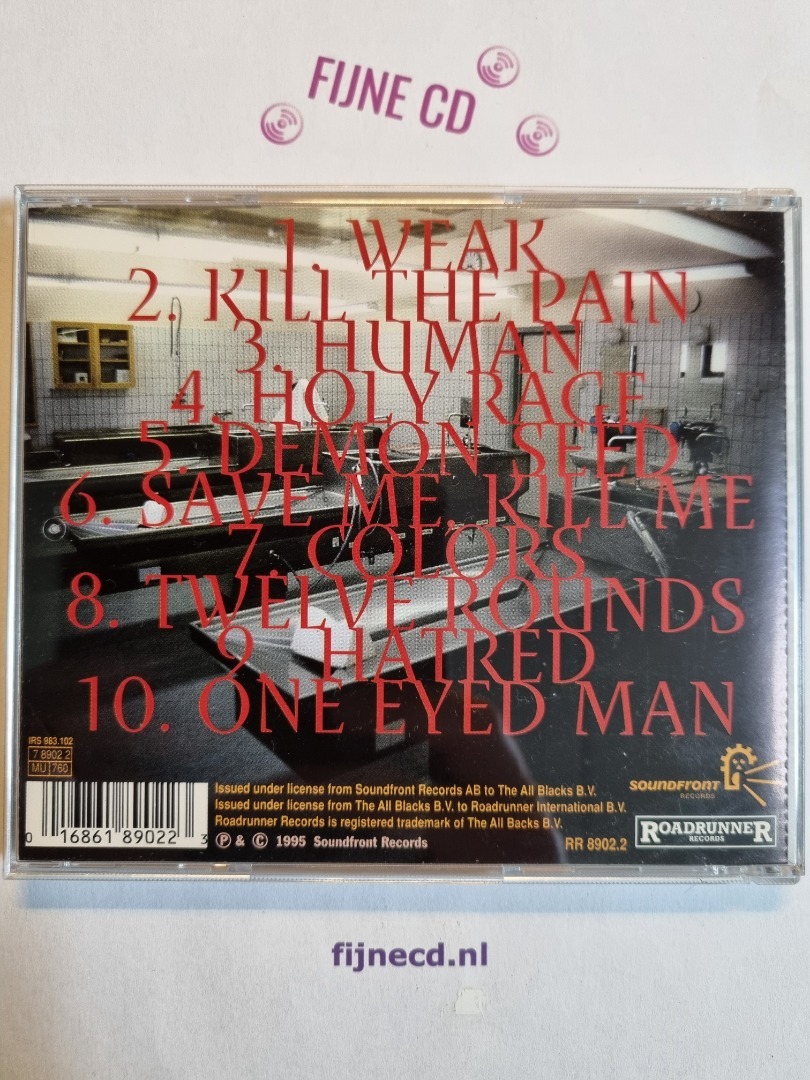 FIJNE CD
1. WEAK
2. KILL THE PAIN
3. HUMAN
4. HOLY RACE
5. DEMON SEED
6. SAVE ME, KILL ME
7. COLORS
8. TWELVE ROUNDS
9. HATRED
10. ONE EYED MAN
IRS 983.102
7 8902 2
MU 760
0 16861 89022 3
Issued under license from Soundfront Records AB to The All Blacks B.V.
Issued under license from The All Blacks B.V. to Roadrunner International B.V.
Roadrunner Records is registered trademark of The All Backs B.V.
Ⓟ & © 1995 Soundfront Records
RR 8902.2
SOUNDFRONT
RECORDS
ROADRUNNER
RECORDS
fijnecd.nl